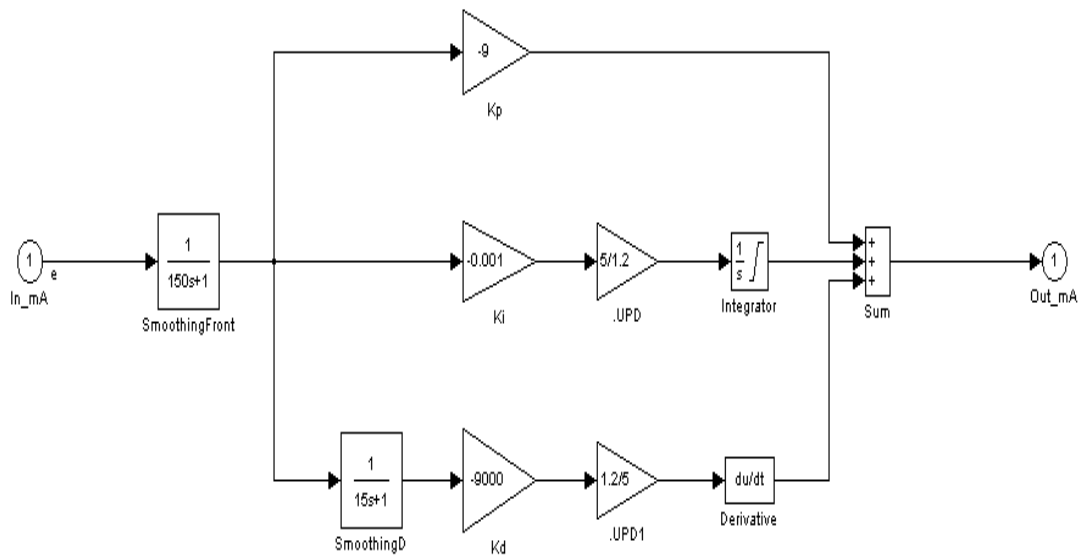 -9
Kp
1
e
In_mA
1
150s+1
SmoothingFront
-0.001
Ki
5/1.2
.UPD
1
s
Integrator
+
+
+
Sum
1
Out_mA
1
15s+1
SmoothingD
-9000
Kd
1.2/5
.UPD1
du/dt
Derivative